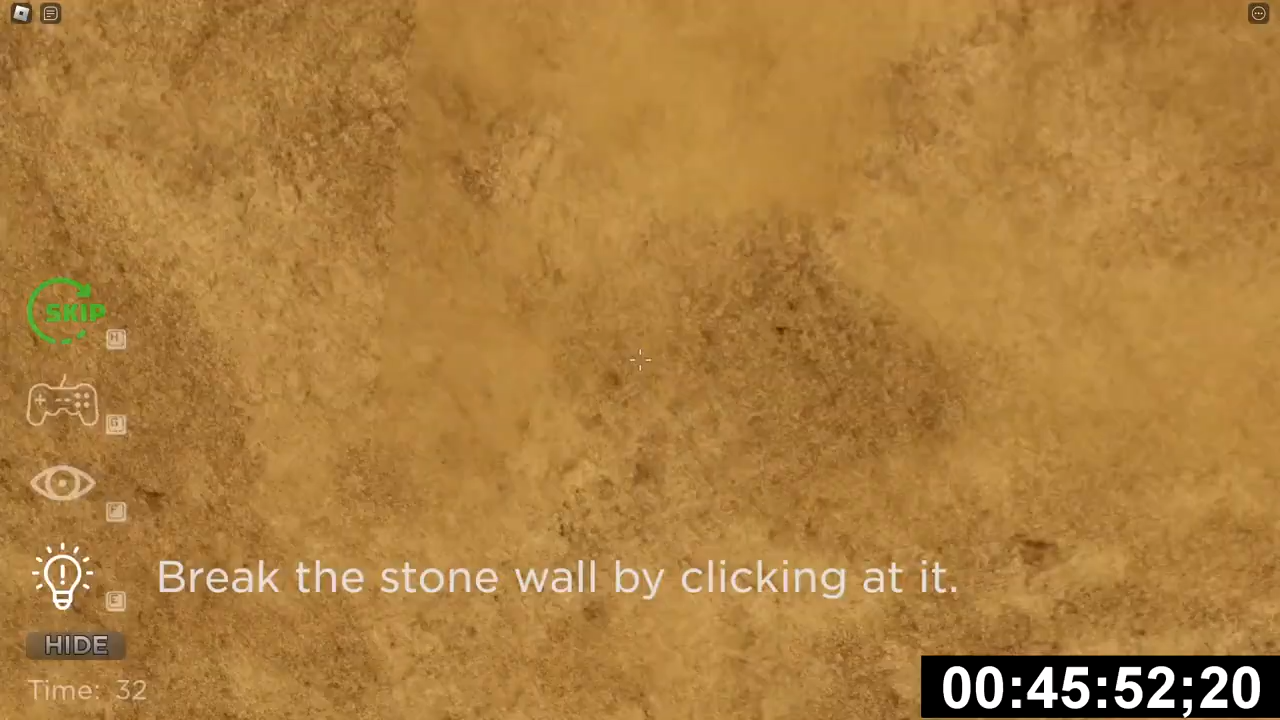 SKIP
H
G
F
Break the stone wall by clicking at it.
E
HIDE
Time: 32
00:45:52;20